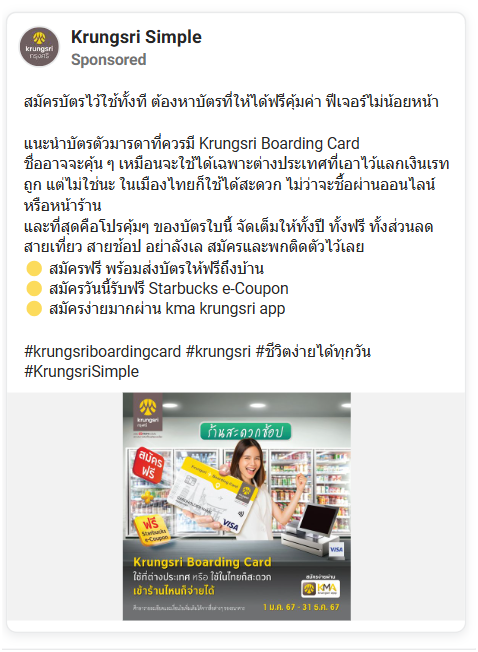 Krungsri Simple
Sponsored
สมัครบัตรไว้ใช้ทั้งที ต้องหาบัตรที่ให้ได้ฟรีคุ้มค่า ฟีเจอร์ไม่น้อยหน้า
แนะนำบัตรตัวมารดาที่ควรมี Krungsri Boarding Card
ชื่ออาจจะคุ้น ๆ เหมือนจะใช้ได้เฉพาะต่างประเทศที่เอาไว้แลกเงินเรท
ถูก แต่ไม่ใช่นะ ในเมืองไทยก็ใช้ได้สะดวก ไม่ว่าจะซื้อผ่านออนไลน์
หรือหน้าร้าน
และที่สุดคือโปรคุ้มๆ ของบัตรใบนี้ จัดเต็มให้ทั้งปี ทั้งฟรี ทั้งส่วนลด
สายเที่ยว สายช้อป อย่าลังเล สมัครและพกติดตัวไว้เลย
สมัครฟรี พร้อมส่งบัตรให้ฟรีถึงบ้าน
สมัครวันนี้รับฟรี Starbucks e-Coupon
สมัครง่ายมากผ่าน kma krungsri app
#krungsriboardingcard #krungsri #ชีวิตง่ายได้ทุกวัน
#KrungsriSimple
krungsri
กรุงศรี
ก้นสะดวกช้อป
สมัคร
ฟรี
ฟรี
Starbucks
e-Coupon
Krungsri Boarding Card
VISA
VISA
Krungsri Boarding Card
ใช้ที่ต่างประเทศ หรือ ใช้ในไทยก็สะดวก
เข้าร้านไหนก็จ่ายได้
สมัครง่ายผ่าน
KMA
krungsri app
1 ม.ค. 67 - 31 ธ.ค. 67